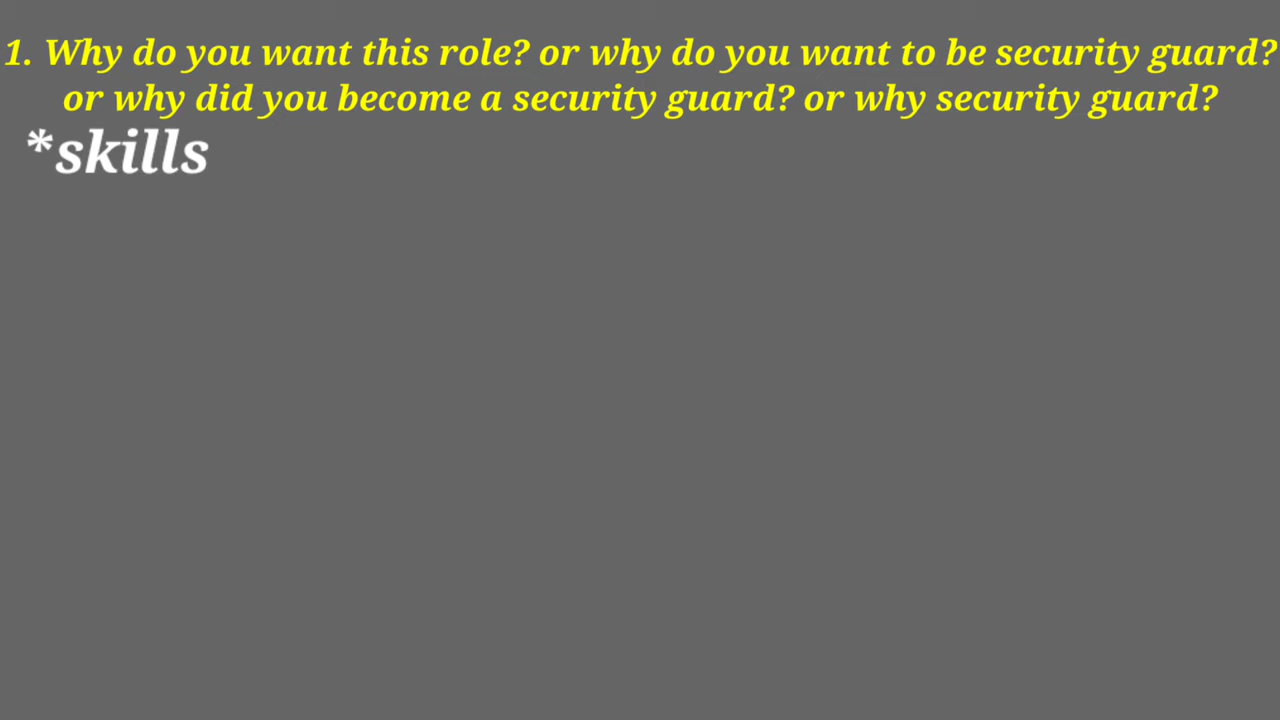 1. Why do you want this role? or why do you want to be security guard?
or why did you become a security guard? or why security guard?
*skills